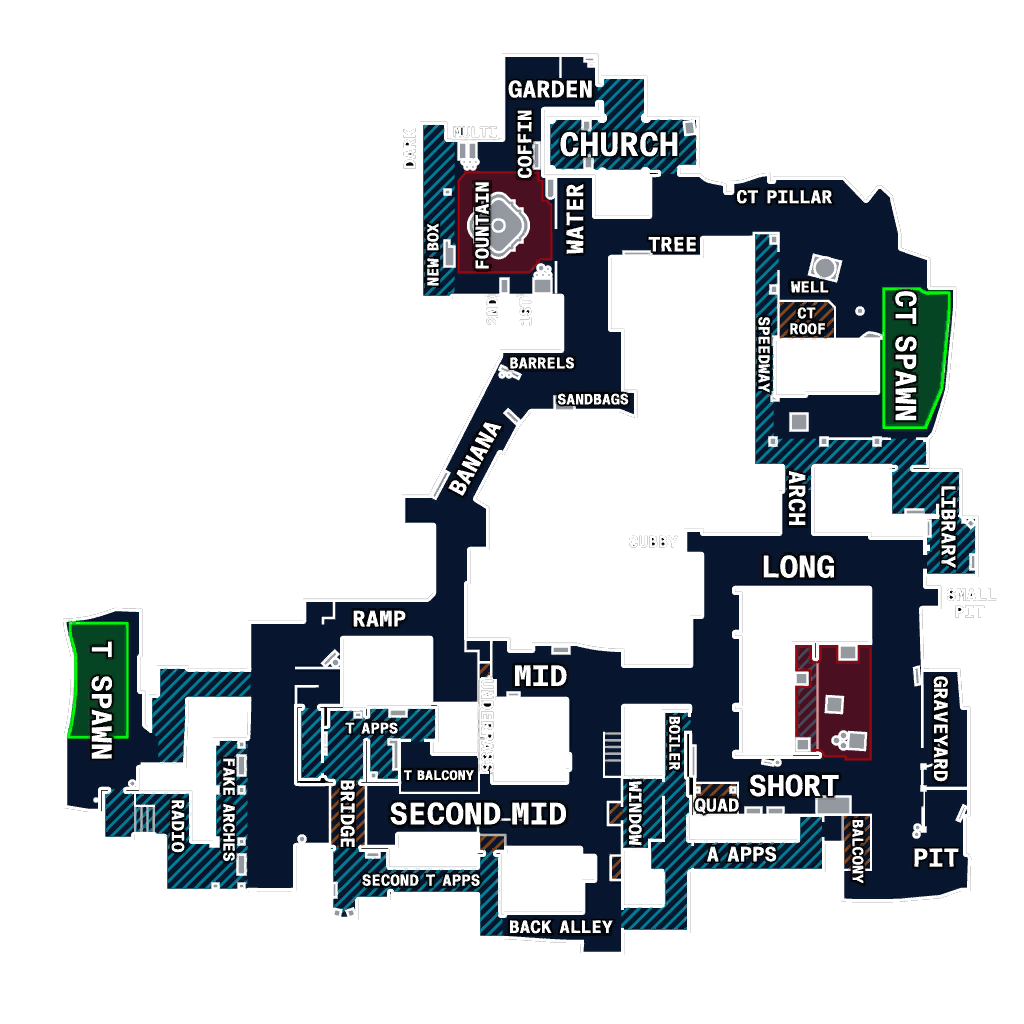 GARDEN
MULTI
DARK
COFFIN
CHURCH
FOUNTAIN
WATER
NEW BOX
CT PILLAR
TREE
WELL
CT
ROOF
SPEEDWAY
CT SPAWN
BARRELS
SANDBAGS
BANANA
ARCH
LIBRARY
CUBBY
LONG
SMALL
PIT
RAMP
T SPAWN
MID
UNDERPASS
GRAVEYARD
T APPS
BOILER
T BALCONY
SHORT
FAKE ARCHES
RADIO
BRIDGE
SECOND MID
WINDOW
QUAD
A APPS
BALCONY
PIT
SECOND T APPS
BACK ALLEY